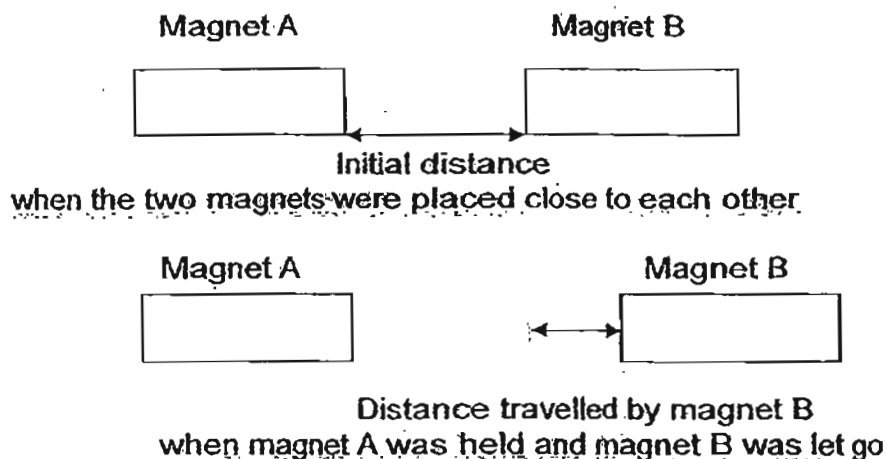 Magnet A Magnet B
Initial distance
when the two magnets were placed close to each other
Magnet A Magnet B
Distance travelled by magnet B
when magnet A was held and magnet B was let go